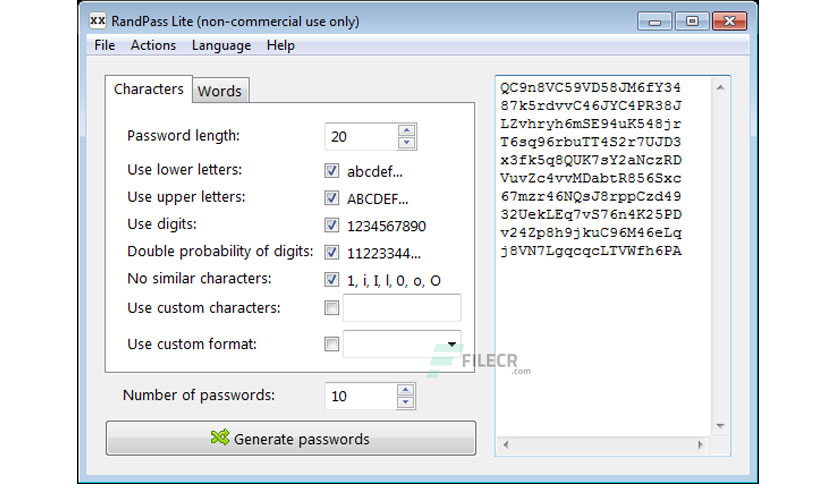 RandPass Lite (non-commercial use only)
File Actions Language Help
Characters Words
Password length: 20
Use lower letters: abcdef...
Use upper letters: ABCDEF...
Use digits: 1234567890
Double probability of digits: 11223344...
No similar characters: 1, i, I, l, 0, o, O
Use custom characters:
Use custom format:
Number of passwords: 10
Generate passwords
QC9n8VC59VD58JM6fY34
87k5rdvvC46JYC4PR38J
LZvhryh6mSE94uK548jr
T6sq96rbuTT4S2r7UJD3
x3fk5q8QUK7sY2aNczRD
VuvZc4vvMDabtR856Sxc
67mzr46NQsJ8rppCzd49
32UekLEq7vS76n4K25PD
v24Zp8h9jkuC96M46eLq
j8VN7LgqcqcLTVWfh6PA
FILECR
.com